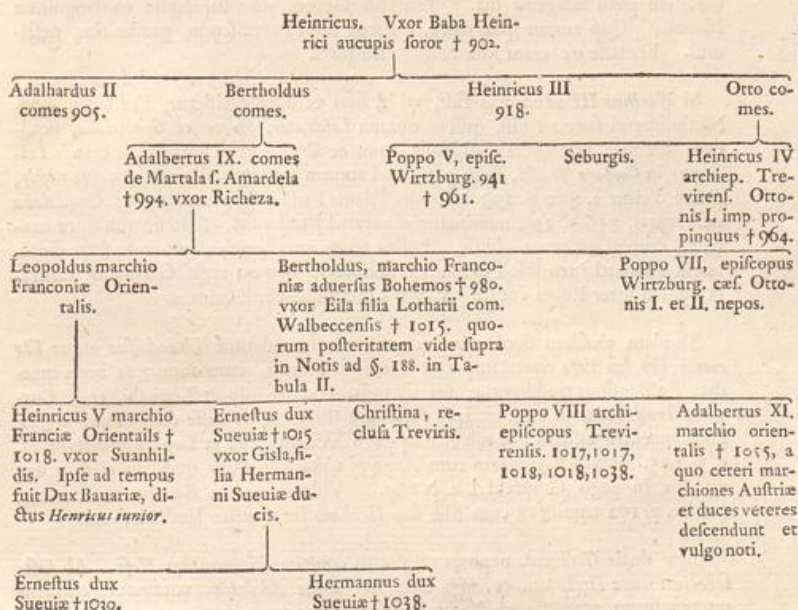 Heinricus. Vxor Baba Hein-
rici aucupis ſoror † 902.
Adalhardus II
comes 905.
Bertholdus
comes.
Heinricus III
918.
Otto co-
mes.
Adalbertus IX. comes
de Martala ſ. Amardela
† 994. vxor Richeza.
Poppo V, epiſc.
Wirtzburg. 941
† 961.
Seburgis.
Heinricus IV
archiep. Tre-
virenſ. Otto-
nis I. imp. pro-
pinquus † 964.
Leopoldus marchio
Franconiæ Orien-
talis.
Bertholdus, marchio Franco-
niæ aduerſus Bohemos † 980.
vxor Eila filia Lotharii com.
Walbeccenſis † 1015. quo-
rum poſteritatem vide ſupra
in Notis ad §. 188. in Ta-
bula II.
Poppo VII, epiſcopus
Wirtzburg. cæſ. Otto-
nis I. et II. nepos.
Heinricus V marchio
Franciæ Orientails †
1018. vxor Suanhil-
dis. Ipſe ad tempus
fuit Dux Bauariæ, di-
ctus Henricus iunior.
Erneſtus dux
Sueuiæ † 1015
vxor Giſla, fi-
lia Herman-
ni Sueuiæ du-
cis.
Chriſtina, re-
cluſa Treviris.
Poppo VIII archi-
epiſcopus Trevi-
renſis. 1017, 1017,
1018, 1018, 1038.
Adalbertus XI.
marchio orien-
talis † 1055, a
quo ceteri mar-
chiones Auſtriæ
et duces veteres
deſcendunt et
vulgo noti.
Erneſtus dux
Sueuiæ † 1030.
Hermannus dux
Sueuiæ † 1038.